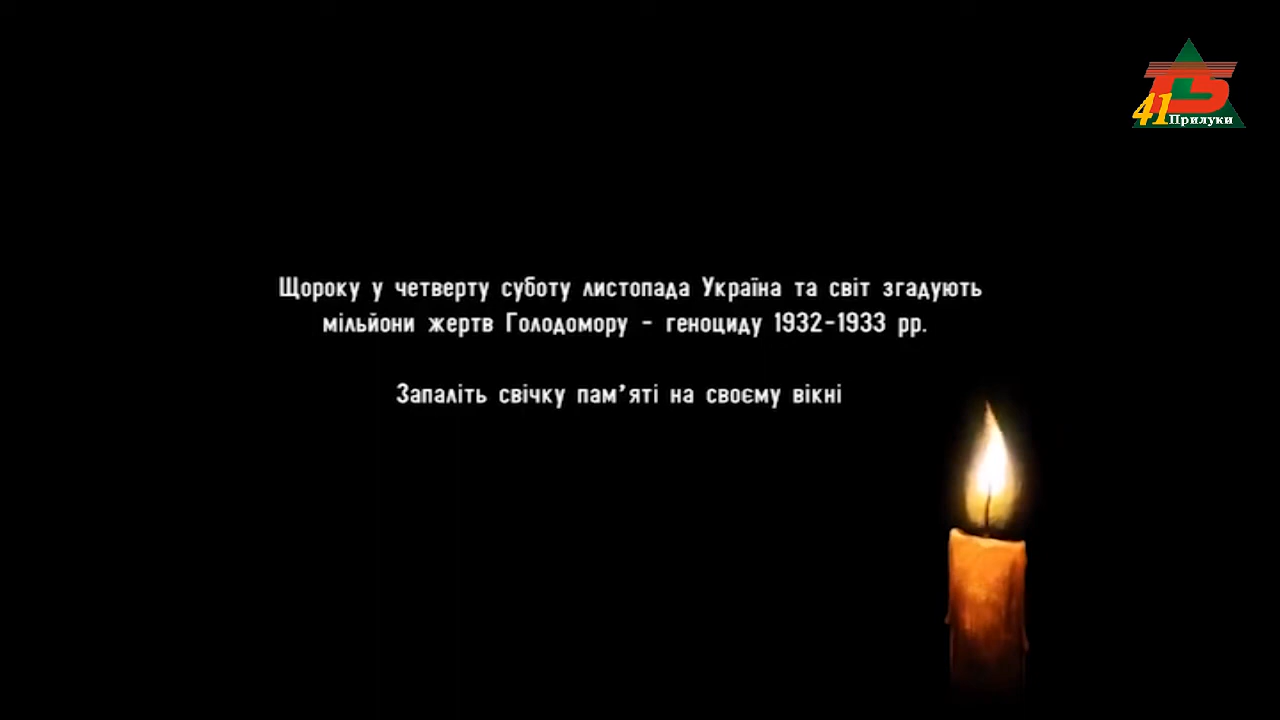 41 Прилуки
Щороку у четверту суботу листопада Україна та світ згадують
мільйони жертв Голодомору - геноциду 1932-1933 рр.
Запаліть свічку пам’яті на своєму вікні